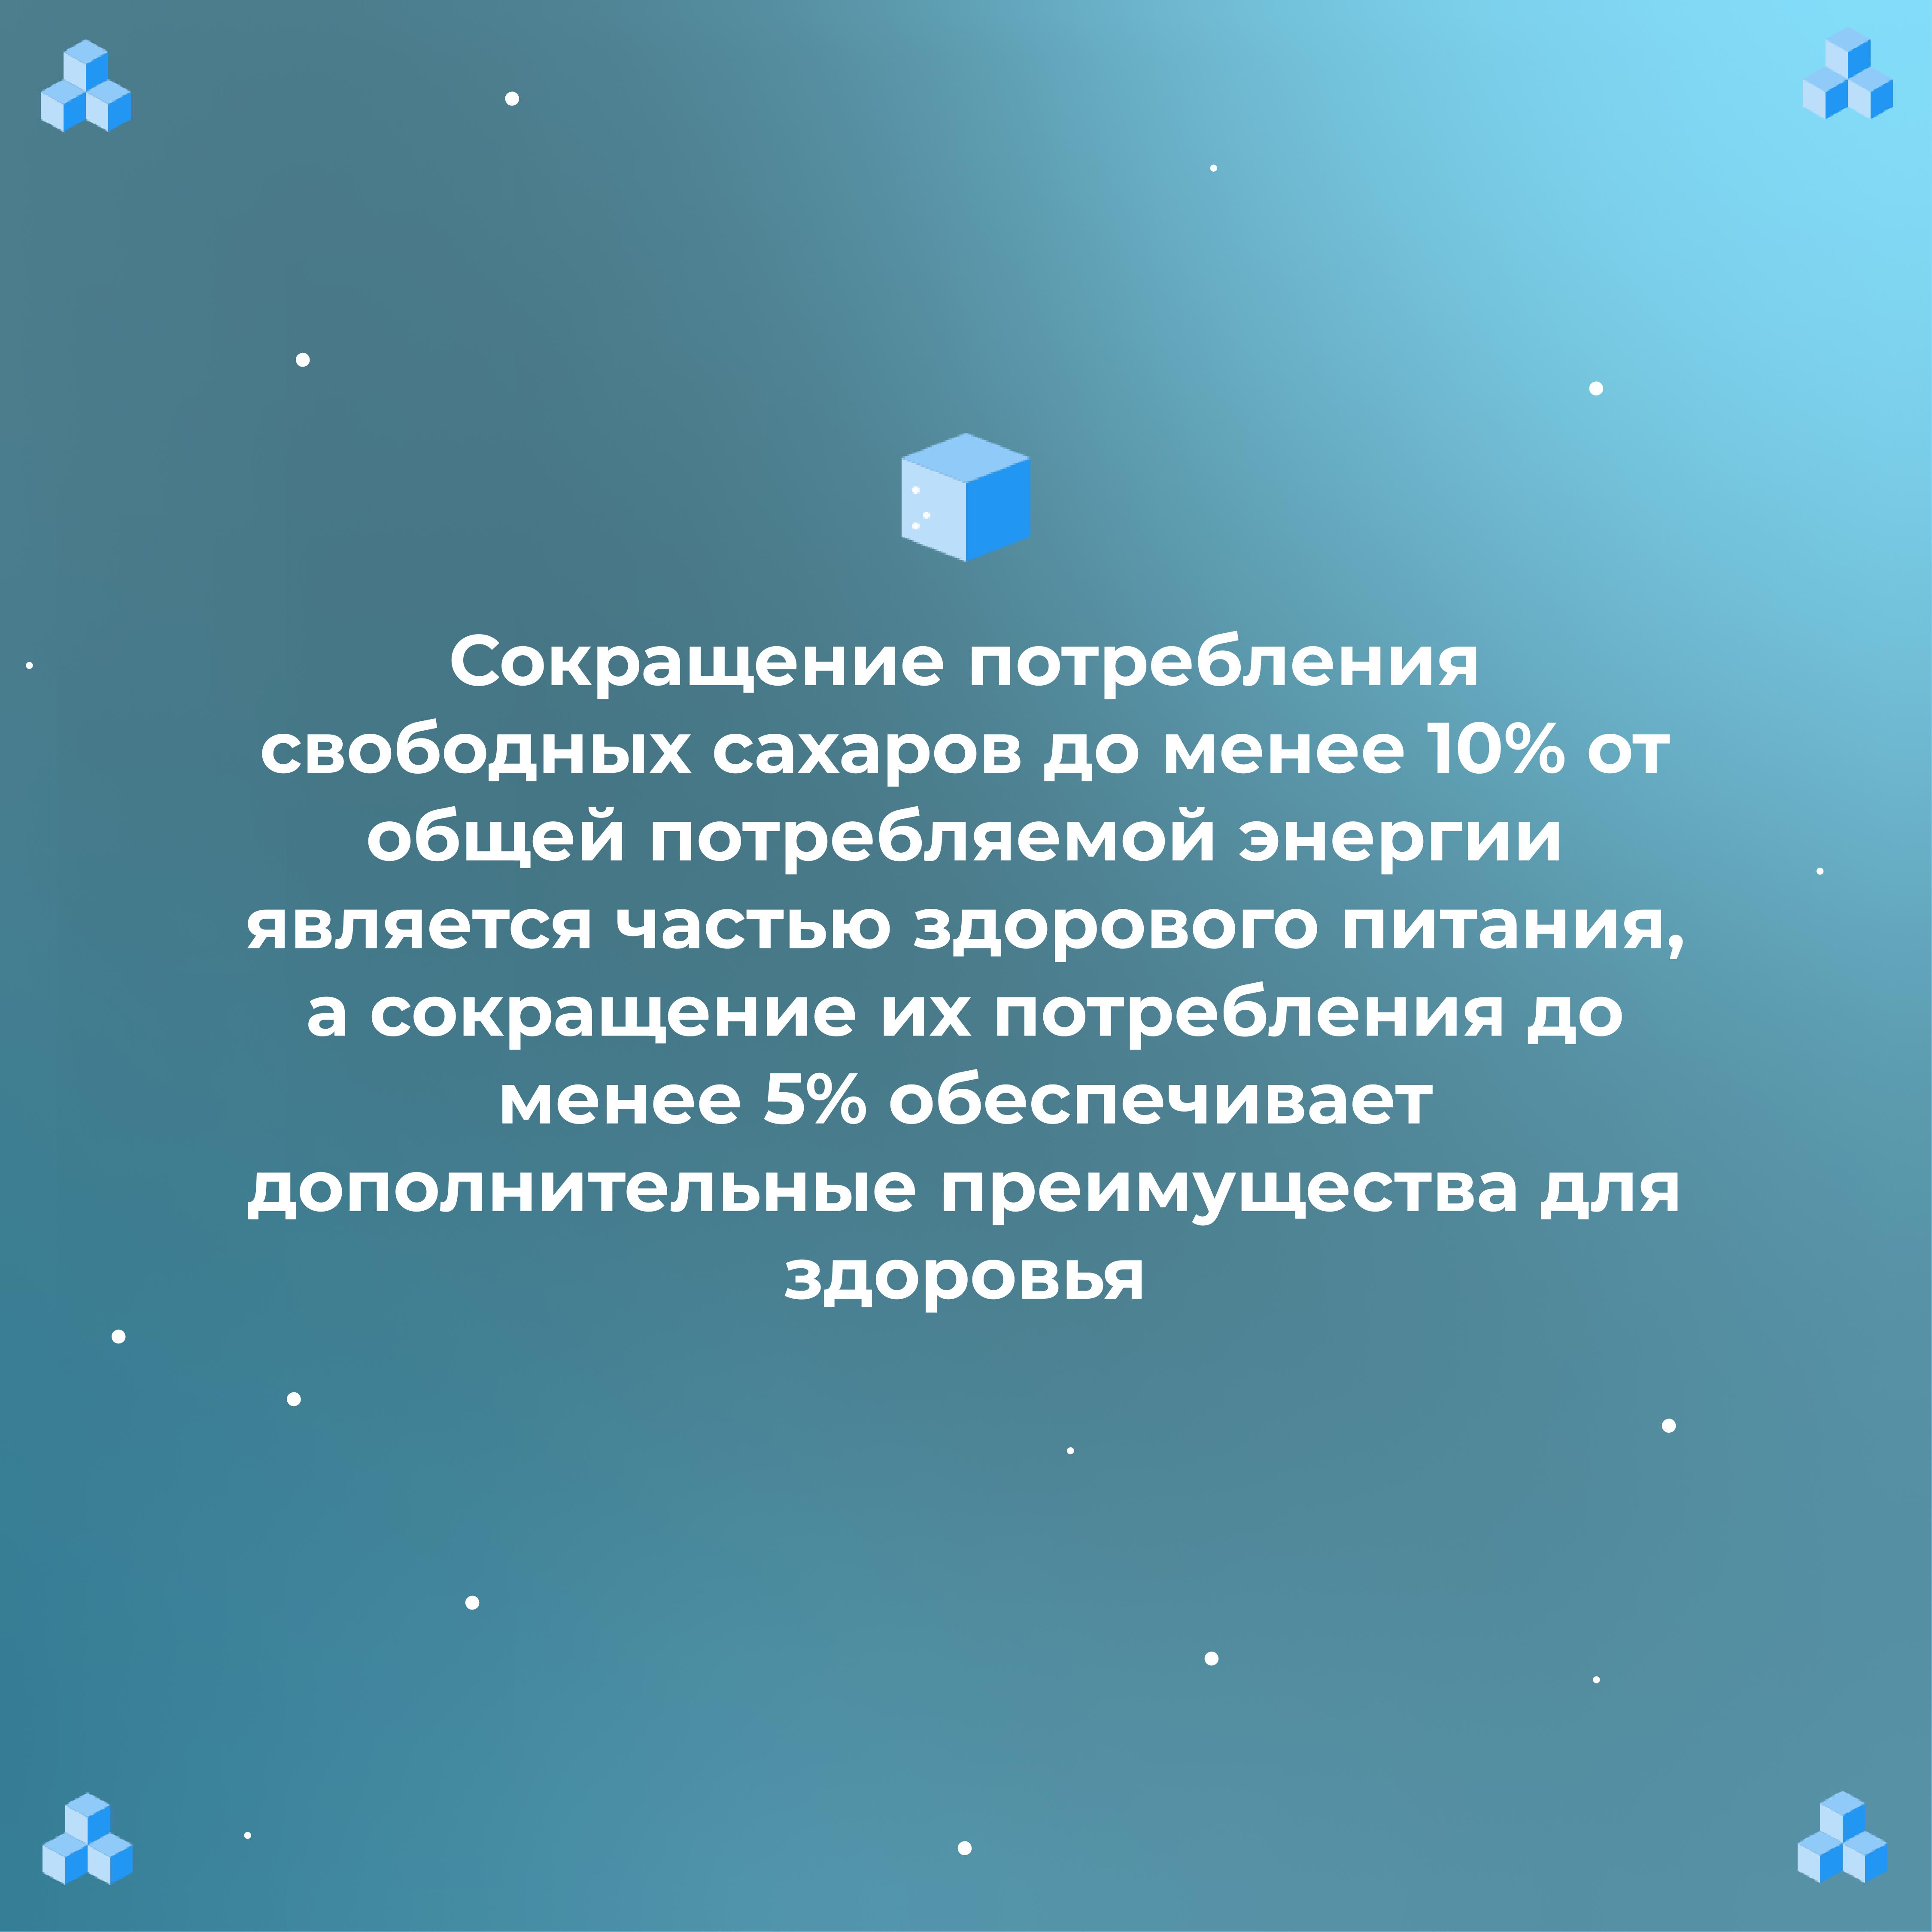 Сокращение потребления
свободных сахаров до менее 10% от
общей потребляемой энергии
является частью здорового питания,
а сокращение их потребления до
менее 5% обеспечивает
дополнительные преимущества для
здоровья